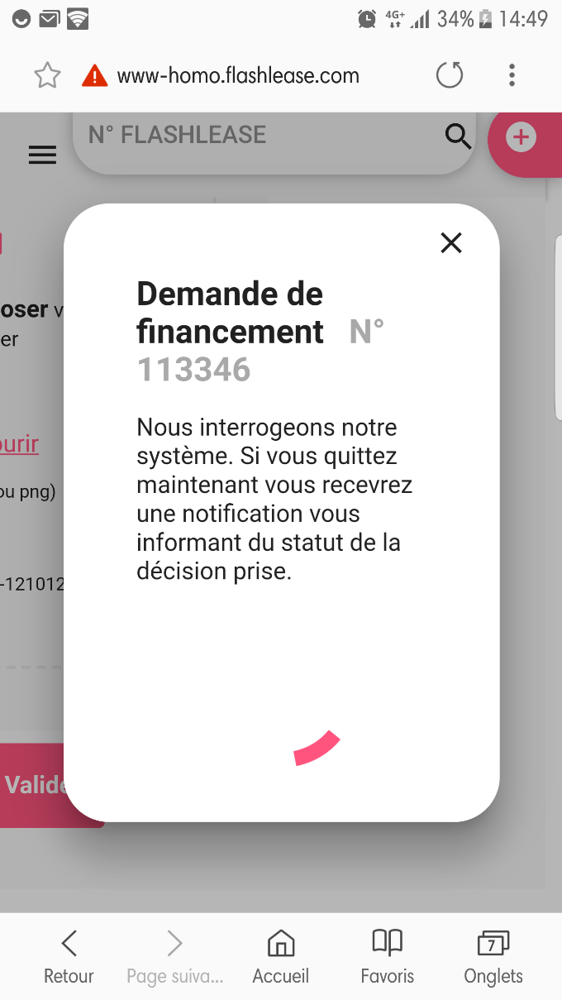 4G+ 34% 14:49
www-homo.flashlease.com
N° FLASHLEASE
oser v
er
ourir
ou png)
-121012
Demande de
financement N°
113346
Nous interrogeons notre
système. Si vous quittez
maintenant vous recevrez
une notification vous
informant du statut de la
décision prise.
Valide
7
Retour Page suiva... Accueil Favoris Onglets